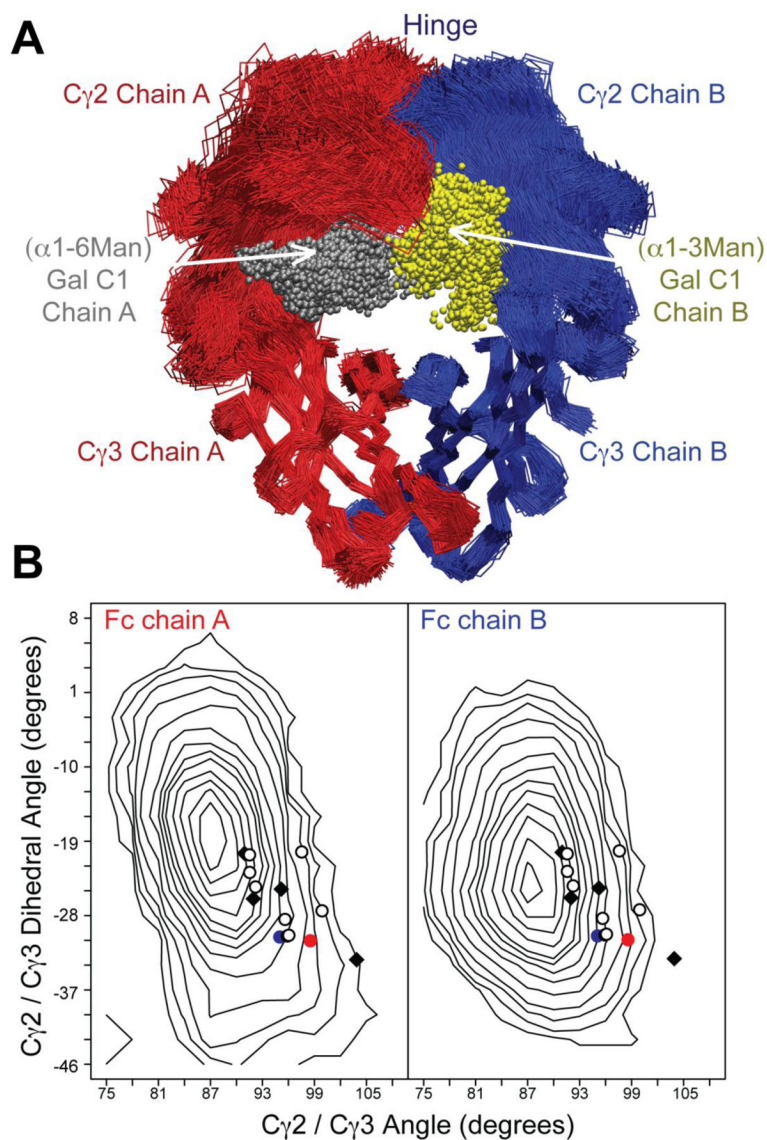 A
Hinge
Cγ2 Chain A
Cγ2 Chain B
(α1-6Man)
Gal C1
Chain A
(α1-3Man)
Gal C1
Chain B
Cγ3 Chain A
Cγ3 Chain B
B
Fc chain A
Fc chain B
8
1
-10
-19
-28
-37
-46
Cγ2 / Cγ3 Dihedral Angle (degrees)
75 81 87 93 99 105
75 81 87 93 99 105
Cγ2 / Cγ3 Angle (degrees)